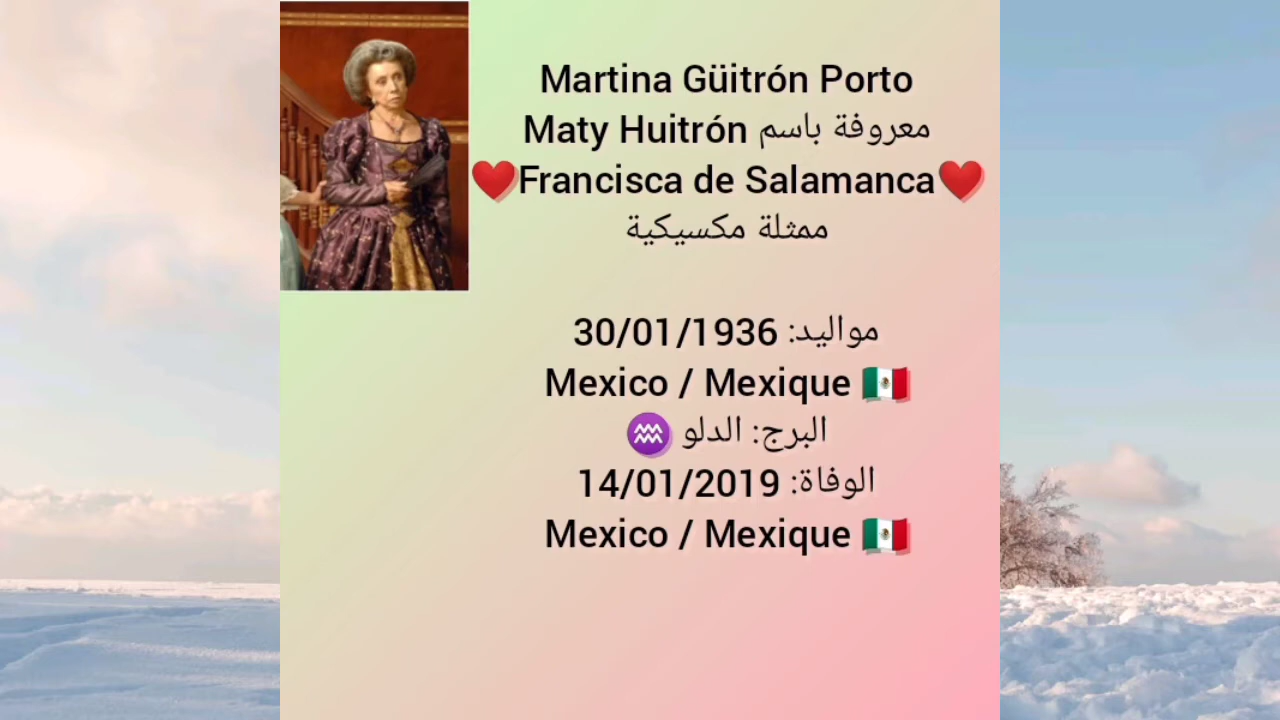 Martina Güitrón Porto
معروفة باسم Maty Huitrón
❤️Francisca de Salamanca❤️
ممثلة مكسيكية
مواليد: 30/01/1936
Mexico / Mexique 🇲🇽
البرج: الدلو ♒
الوفاة: 14/01/2019
Mexico / Mexique 🇲🇽